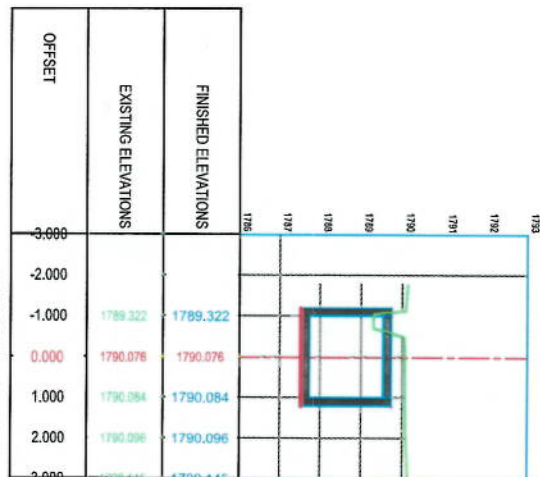 OFFSET
EXISTING ELEVATIONS
FINISHED ELEVATIONS
1786
1787
1788
1789
1790
1791
1792
1793
-3.000
-2.000
-1.000 1789.322 1789.322
0.000 1790.076 1790.076
1.000 1790.084 1790.084
2.000 1790.096 1790.096